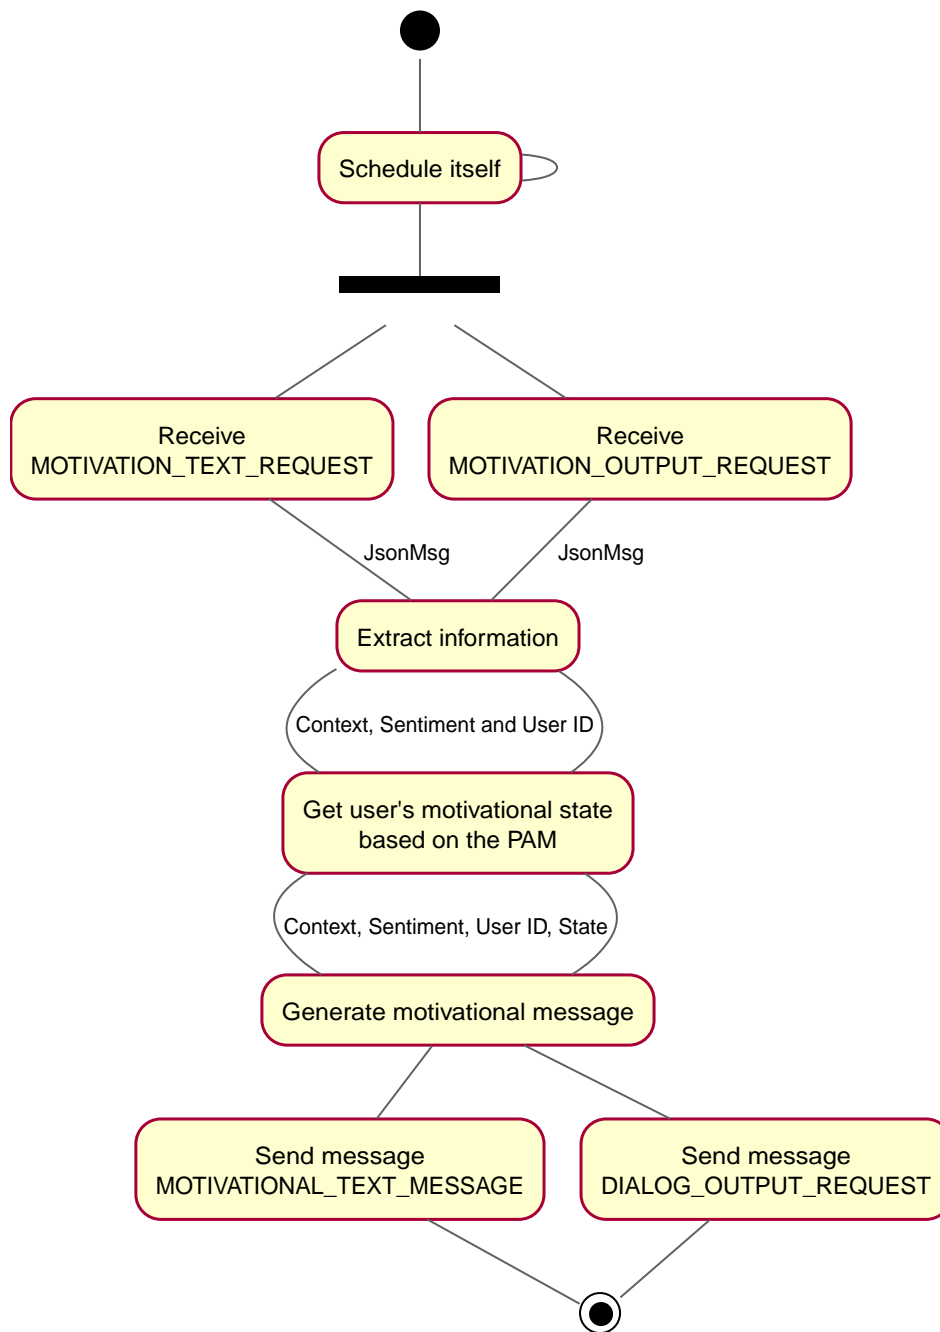 Schedule itself
Receive
MOTIVATION_TEXT_REQUEST
Receive
MOTIVATION_OUTPUT_REQUEST
JsonMsg
JsonMsg
Extract information
Context, Sentiment and User ID
Get user's motivational state
based on the PAM
Context, Sentiment, User ID, State
Generate motivational message
Send message
MOTIVATIONAL_TEXT_MESSAGE
Send message
DIALOG_OUTPUT_REQUEST